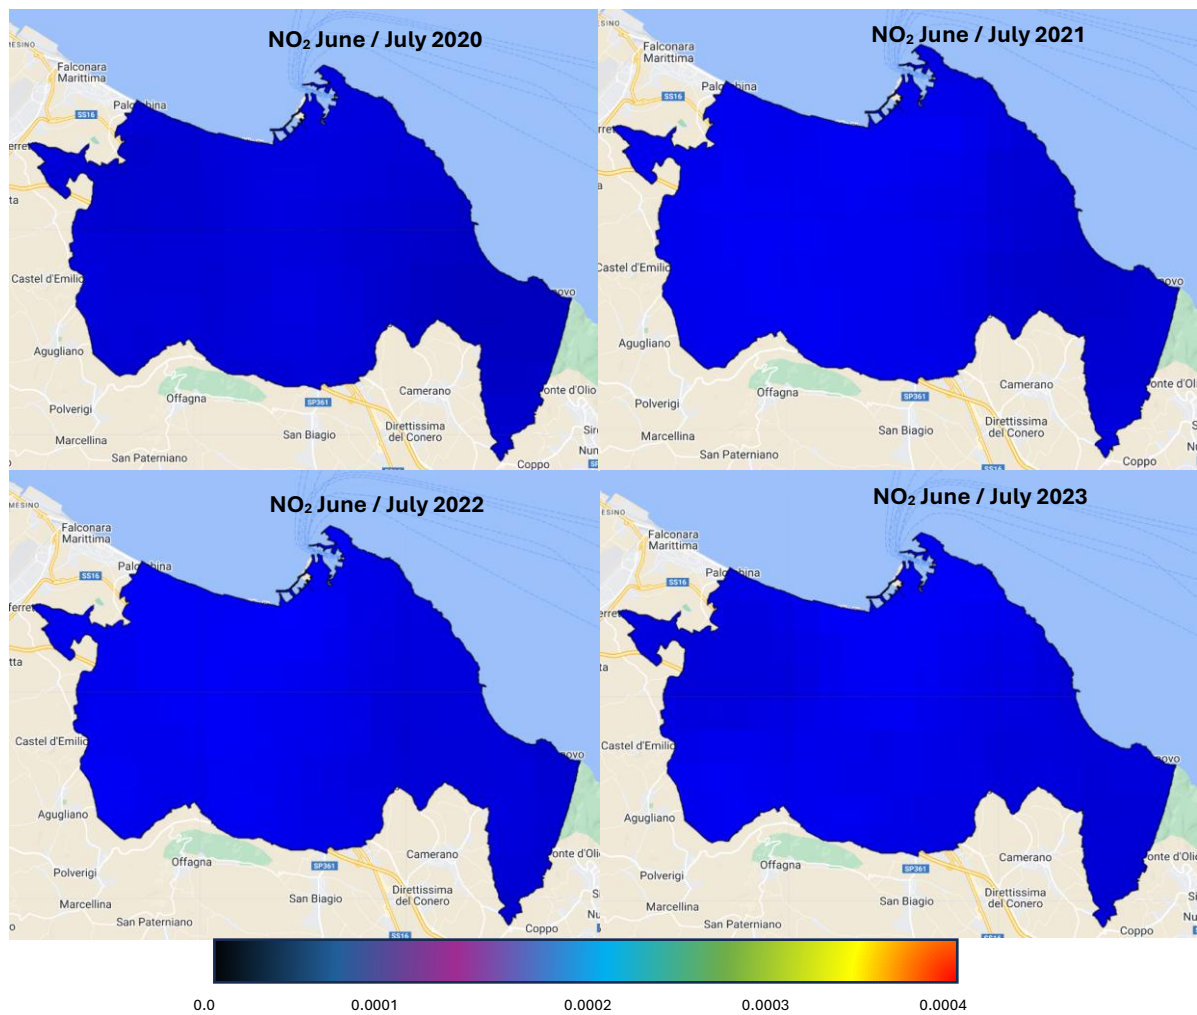 NO₂ June / July 2020
MESINO
Falconara
Marittima
Palombina
SS16
Castel d'Emilio
Agugliano
Offagna
Polverigi
Marcellina
San Paterniano
SP361
San Biagio
Camerano
Direttissima
del Conero
Coppo
NO₂ June / July 2021
Falconara
Marittima
SS16
Castel d'Emilio
Agugliano
Offagna
Polverigi
Marcellina
San Paterniano
SP361
San Biagio
Camerano
Direttissima
del Conero
SS16
Coppo
NO₂ June / July 2022
MESINO
Falconara
Marittima
SS16
Castel d'Emilio
Agugliano
Offagna
Polverigi
Marcellina
San Paterniano
SP361
San Biagio
Camerano
Direttissima
del Conero
SS16
Coppo
NO₂ June / July 2023
ESINO
Falconara
Marittima
SS16
Castel d'Emilio
Agugliano
Offagna
Polverigi
Marcellina
San Paterniano
SP361
San Biagio
Camerano
Direttissima
del Conero
Coppo
0.0 0.0001 0.0002 0.0003 0.0004